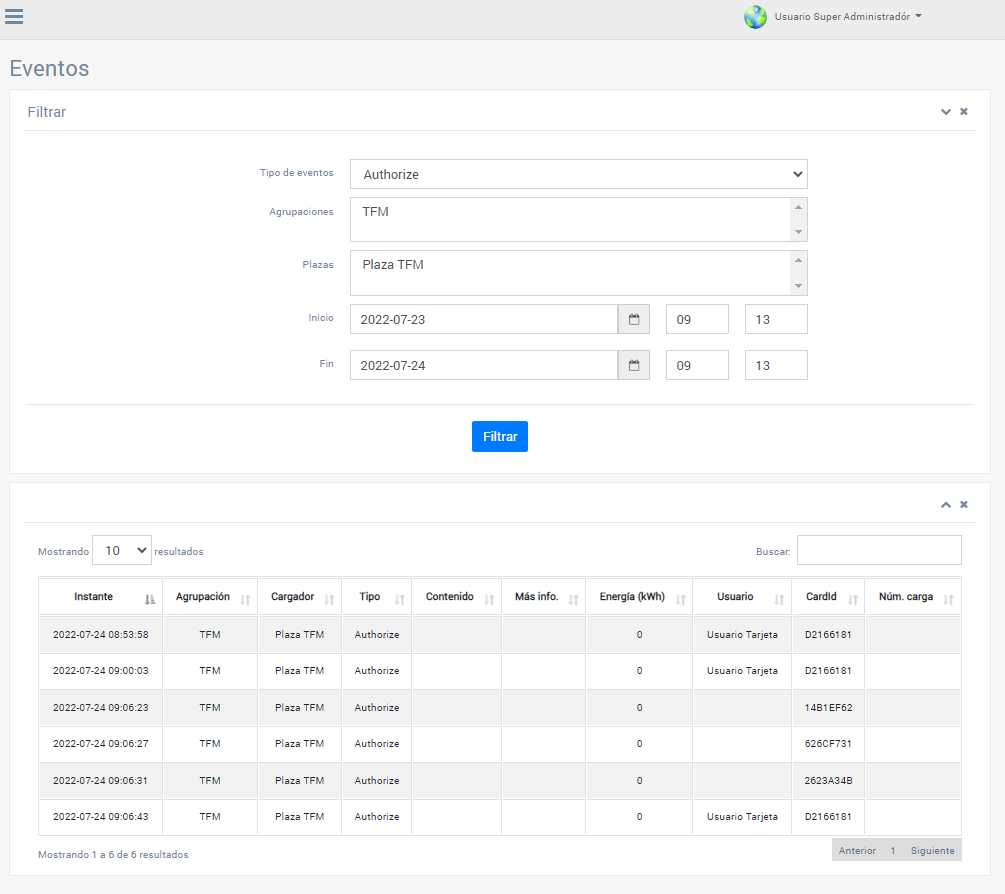 Usuario Super Administradór
Eventos
Filtrar
Tipo de eventos Authorize
Agrupaciones TFM
Plazas Plaza TFM
Inicio 2022-07-23 09 13
Fin 2022-07-24 09 13
Filtrar
Mostrando 10 resultados Buscar:
Instante Agrupación Cargador Tipo Contenido Más info. Energía (kWh) Usuario CardId Núm. carga
2022-07-24 08:53:58 TFM Plaza TFM Authorize 0 Usuario Tarjeta D2166181
2022-07-24 09:00:03 TFM Plaza TFM Authorize 0 Usuario Tarjeta D2166181
2022-07-24 09:06:23 TFM Plaza TFM Authorize 0 14B1EF62
2022-07-24 09:06:27 TFM Plaza TFM Authorize 0 626CF731
2022-07-24 09:06:31 TFM Plaza TFM Authorize 0 2623A34B
2022-07-24 09:06:43 TFM Plaza TFM Authorize 0 Usuario Tarjeta D2166181
Mostrando 1 a 6 de 6 resultados Anterior 1 Siguiente